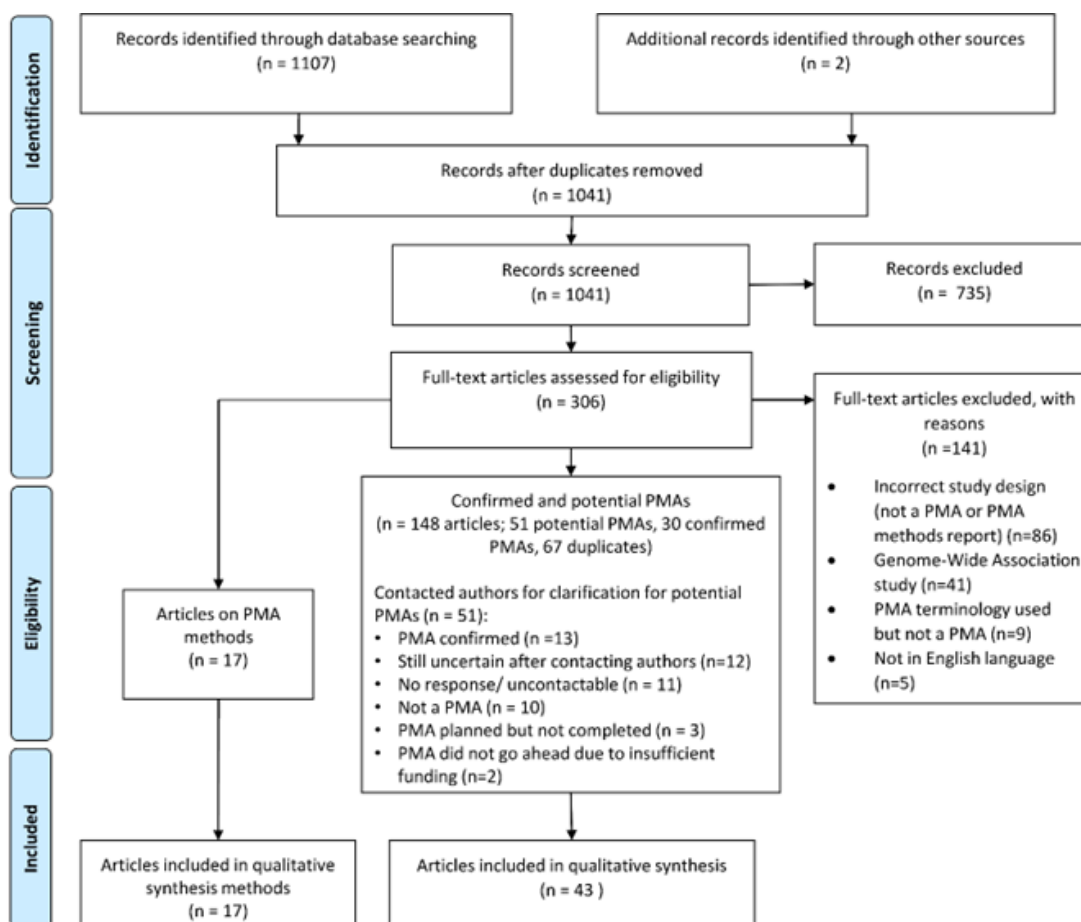 Records identified through database searching
(n = 1107)
Additional records identified through other sources
(n = 2)
Identification
Records after duplicates removed
(n = 1041)
Screening
Records screened
(n = 1041)
Records excluded
(n = 735)
Full-text articles assessed for eligibility
(n = 306)
Full-text articles excluded, with
reasons
(n =141)
• Incorrect study design
(not a PMA or PMA
methods report) (n=86)
• Genome-Wide Association
study (n=41)
• PMA terminology used
but not a PMA (n=9)
• Not in English language
(n=5)
Eligibility
Articles on PMA
methods
(n = 17)
Confirmed and potential PMAs
(n = 148 articles; 51 potential PMAs, 30 confirmed
PMAs, 67 duplicates)
Contacted authors for clarification for potential
PMAs (n = 51):
• PMA confirmed (n =13)
• Still uncertain after contacting authors (n=12)
• No response/ uncontactable (n = 11)
• Not a PMA (n = 10)
• PMA planned but not completed (n = 3)
• PMA did not go ahead due to insufficient
funding (n=2)
Included
Articles included in qualitative
synthesis methods
(n = 17)
Articles included in qualitative synthesis
(n = 43 )